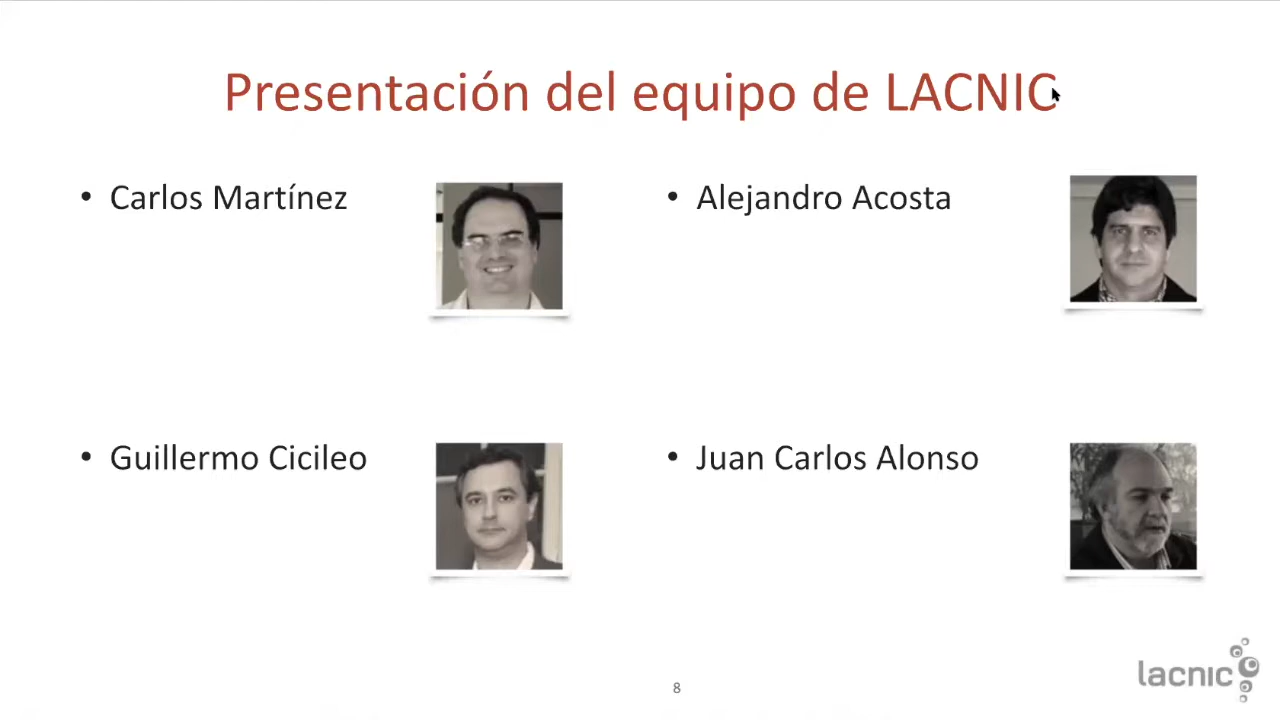 Presentación del equipo de LACNIC
• Carlos Martínez
• Alejandro Acosta
• Guillermo Cicileo
• Juan Carlos Alonso
8
lacnic